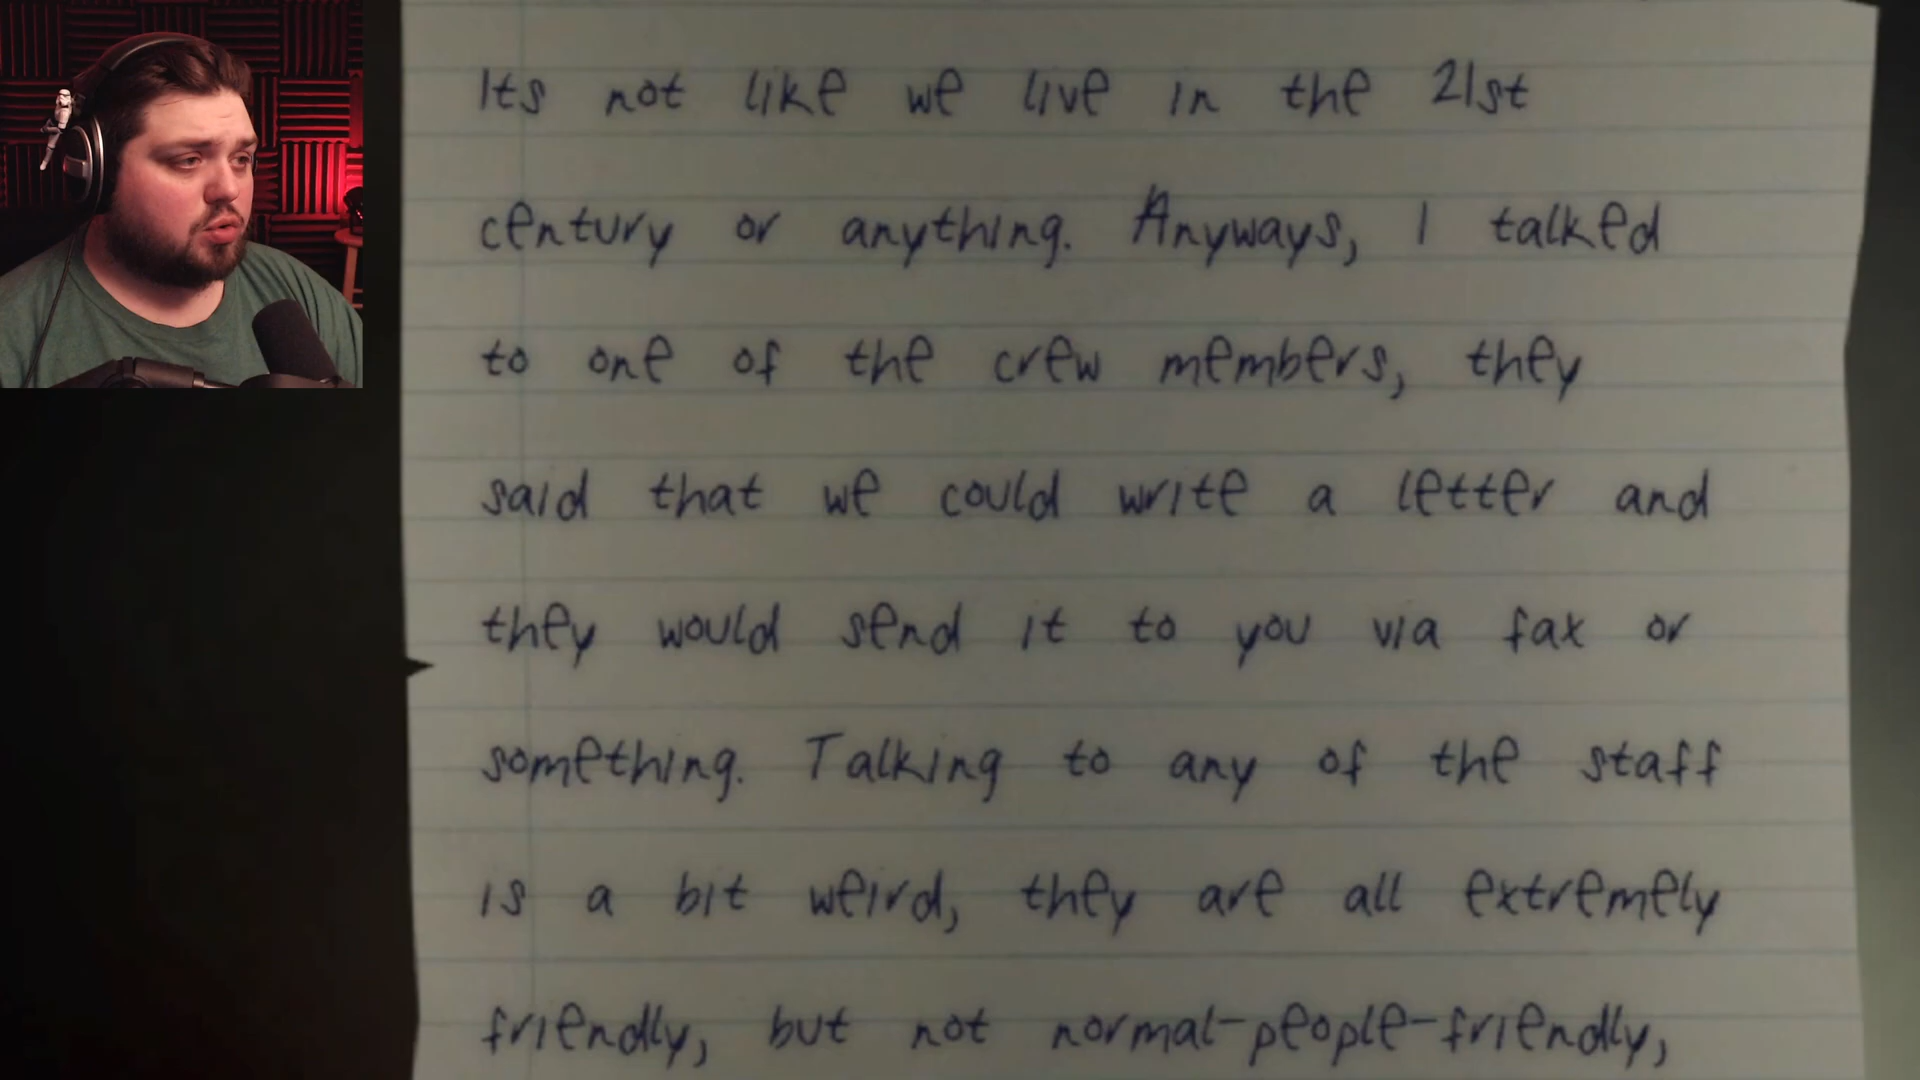 Its not like we live in the 21st
century or anything. Anyways, I talked
to one of the crew members, they
said that we could write a letter and
they would send it to you via fax or
something. Talking to any of the staff
is a bit weird, they are all extremely
friendly, but not normal-people-friendly,